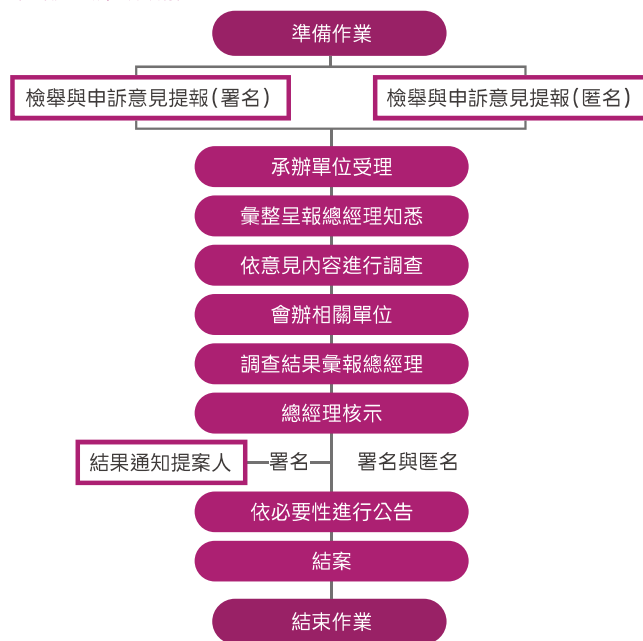 準備作業
檢舉與申訴意見提報(署名)
檢舉與申訴意見提報(匿名)
承辦單位受理
彙整呈報總經理知悉
依意見內容進行調查
會辦相關單位
調查結果彙報總經理
總經理核示
結果通知提案人
署名
署名與匿名
依必要性進行公告
結案
結束作業